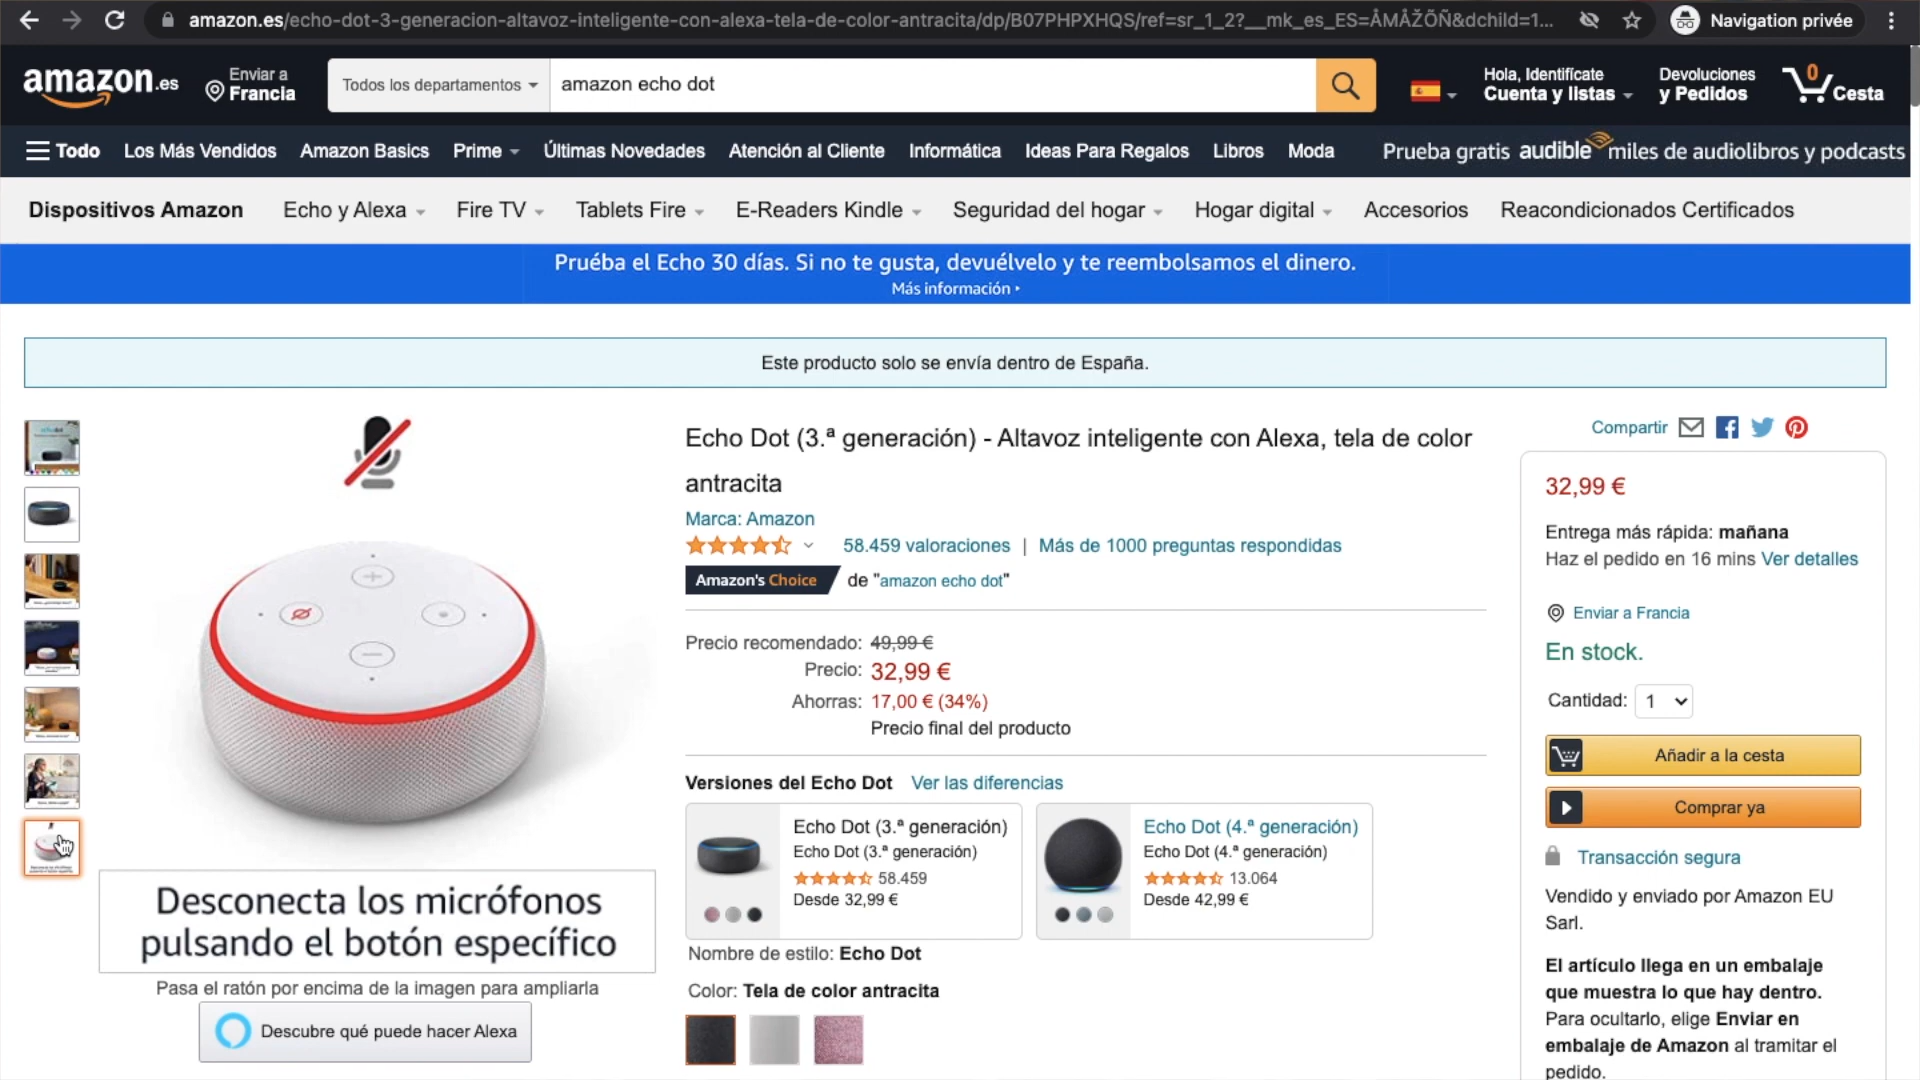 amazon.es/echo-dot-3-generacion-altavoz-inteligente-con-alexa-tela-de-color-antracita/dp/B07PHPXHQS/ref=sr_1_2?__mk_es_ES=ÅMÅŽÕÑ&dchild=1...
Navigation privée
amazon.es
Enviar a
Francia
Todos los departamentos
amazon echo dot
Hola, Identifícate
Cuenta y listas
Devoluciones
y Pedidos
0
Cesta
Todo
Los Más Vendidos
Amazon Basics
Prime
Últimas Novedades
Atención al Cliente
Informática
Ideas Para Regalos
Libros
Moda
Prueba gratis audible miles de audiolibros y podcasts
Dispositivos Amazon
Echo y Alexa
Fire TV
Tablets Fire
E-Readers Kindle
Seguridad del hogar
Hogar digital
Accesorios
Reacondicionados Certificados
Pruéba el Echo 30 días. Si no te gusta, devuélvelo y te reembolsamos el dinero.
Más información
Este producto solo se envía dentro de España.
Desconecta los micrófonos
pulsando el botón específico
Pasa el ratón por encima de la imagen para ampliarla
Descubre qué puede hacer Alexa
Echo Dot (3.ª generación) - Altavoz inteligente con Alexa, tela de color
antracita
Marca: Amazon
58.459 valoraciones | Más de 1000 preguntas respondidas
Amazon's Choice de "amazon echo dot"
Precio recomendado: 49,99 €
Precio: 32,99 €
Ahorras: 17,00 € (34%)
Precio final del producto
Versiones del Echo Dot Ver las diferencias
Echo Dot (3.ª generación)
Echo Dot (3.ª generación)
58.459
Desde 32,99 €
Echo Dot (4.ª generación)
Echo Dot (4.ª generación)
13.064
Desde 42,99 €
Nombre de estilo: Echo Dot
Color: Tela de color antracita
Compartir
32,99 €
Entrega más rápida: mañana
Haz el pedido en 16 mins Ver detalles
Enviar a Francia
En stock.
Cantidad: 1
Añadir a la cesta
Comprar ya
Transacción segura
Vendido y enviado por Amazon EU
Sarl.
El artículo llega en un embalaje
que muestra lo que hay dentro.
Para ocultarlo, elige Enviar en
embalaje de Amazon al tramitar el
pedido.